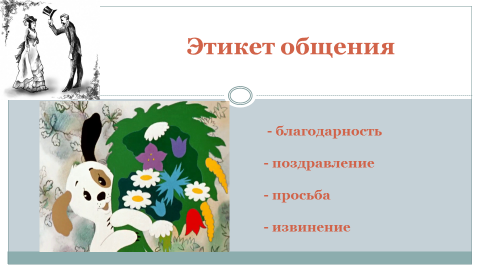 Этикет общения
- благодарность
- поздравление
- просьба
- извинение